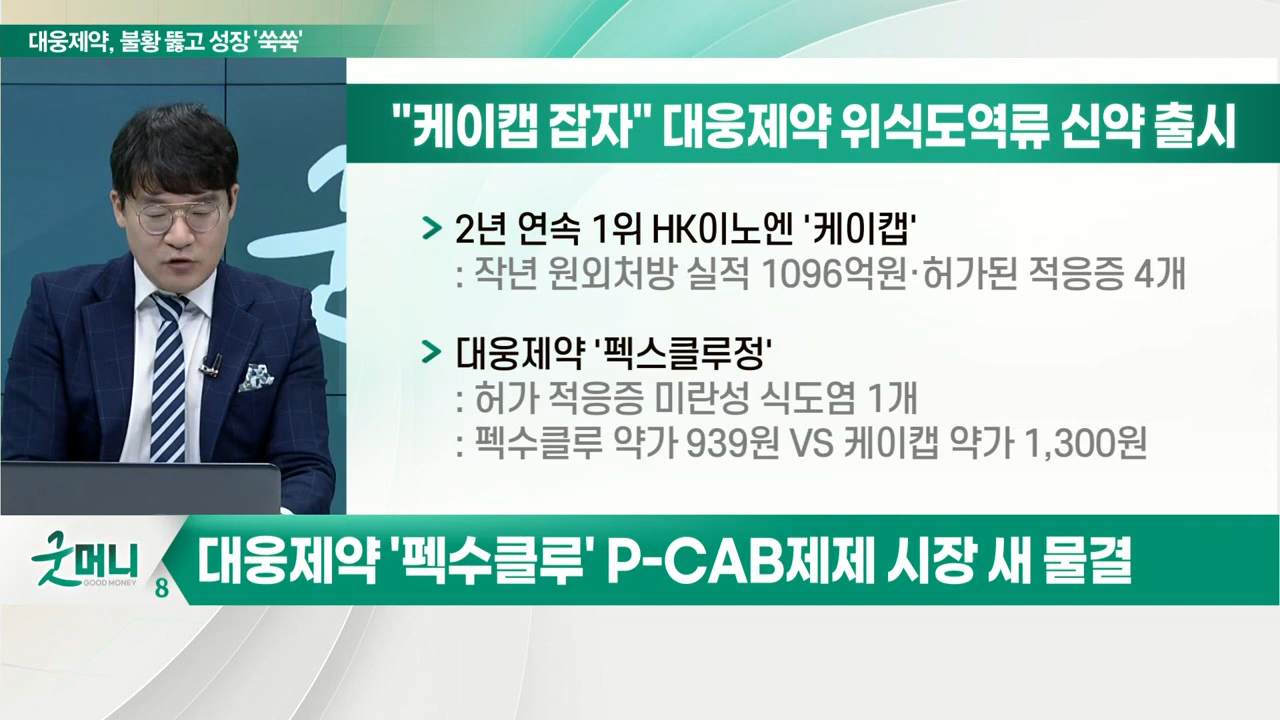 대웅제약, 불황 뚫고 성장 '쑥쑥'
"케이캡 잡자" 대웅제약 위식도역류 신약 출시
> 2년 연속 1위 HK이노엔 '케이캡'
: 작년 원외처방 실적 1096억원·허가된 적응증 4개
> 대웅제약 '펙스클루정'
: 허가 적응증 미란성 식도염 1개
: 펙수클루 약가 939원 VS 케이캡 약가 1,300원
굿머니
GOOD MONEY
8
대웅제약 '펙수클루' P-CAB제제 시장 새 물결